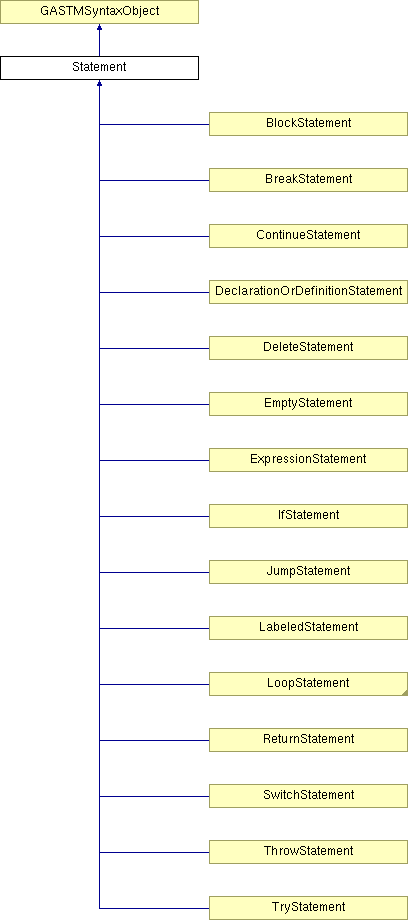 GASTMSyntaxObject
Statement
BlockStatement
BreakStatement
ContinueStatement
DeclarationOrDefinitionStatement
DeleteStatement
EmptyStatement
ExpressionStatement
IfStatement
JumpStatement
LabeledStatement
LoopStatement
ReturnStatement
SwitchStatement
ThrowStatement
TryStatement